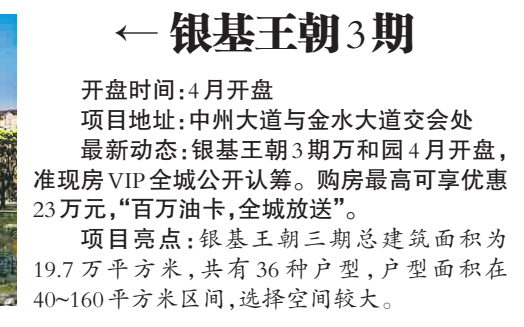 ← 银基王朝3期
开盘时间:4月开盘
项目地址:中州大道与金水大道交会处
最新动态:银基王朝3期万和园4月开盘,
准现房VIP全城公开认筹。购房最高可享优惠
23万元,“百万油卡,全城放送”。
项目亮点:银基王朝三期总建筑面积为
19.7万平方米,共有36种户型,户型面积在
40~160平方米区间,选择空间较大。